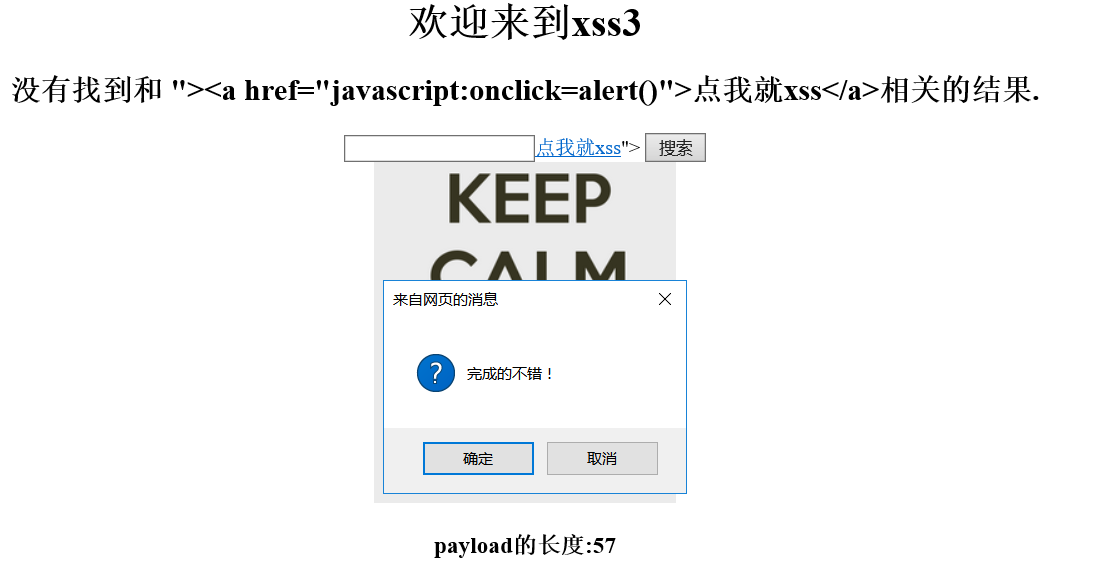 欢迎来到xss3
没有找到和 "><a href="javascript:onclick=alert()">点我就xss</a>相关的结果.
点我就xss"> 搜索
KEEP
CALM
来自网页的消息
完成的不错！
确定 取消
payload的长度:57